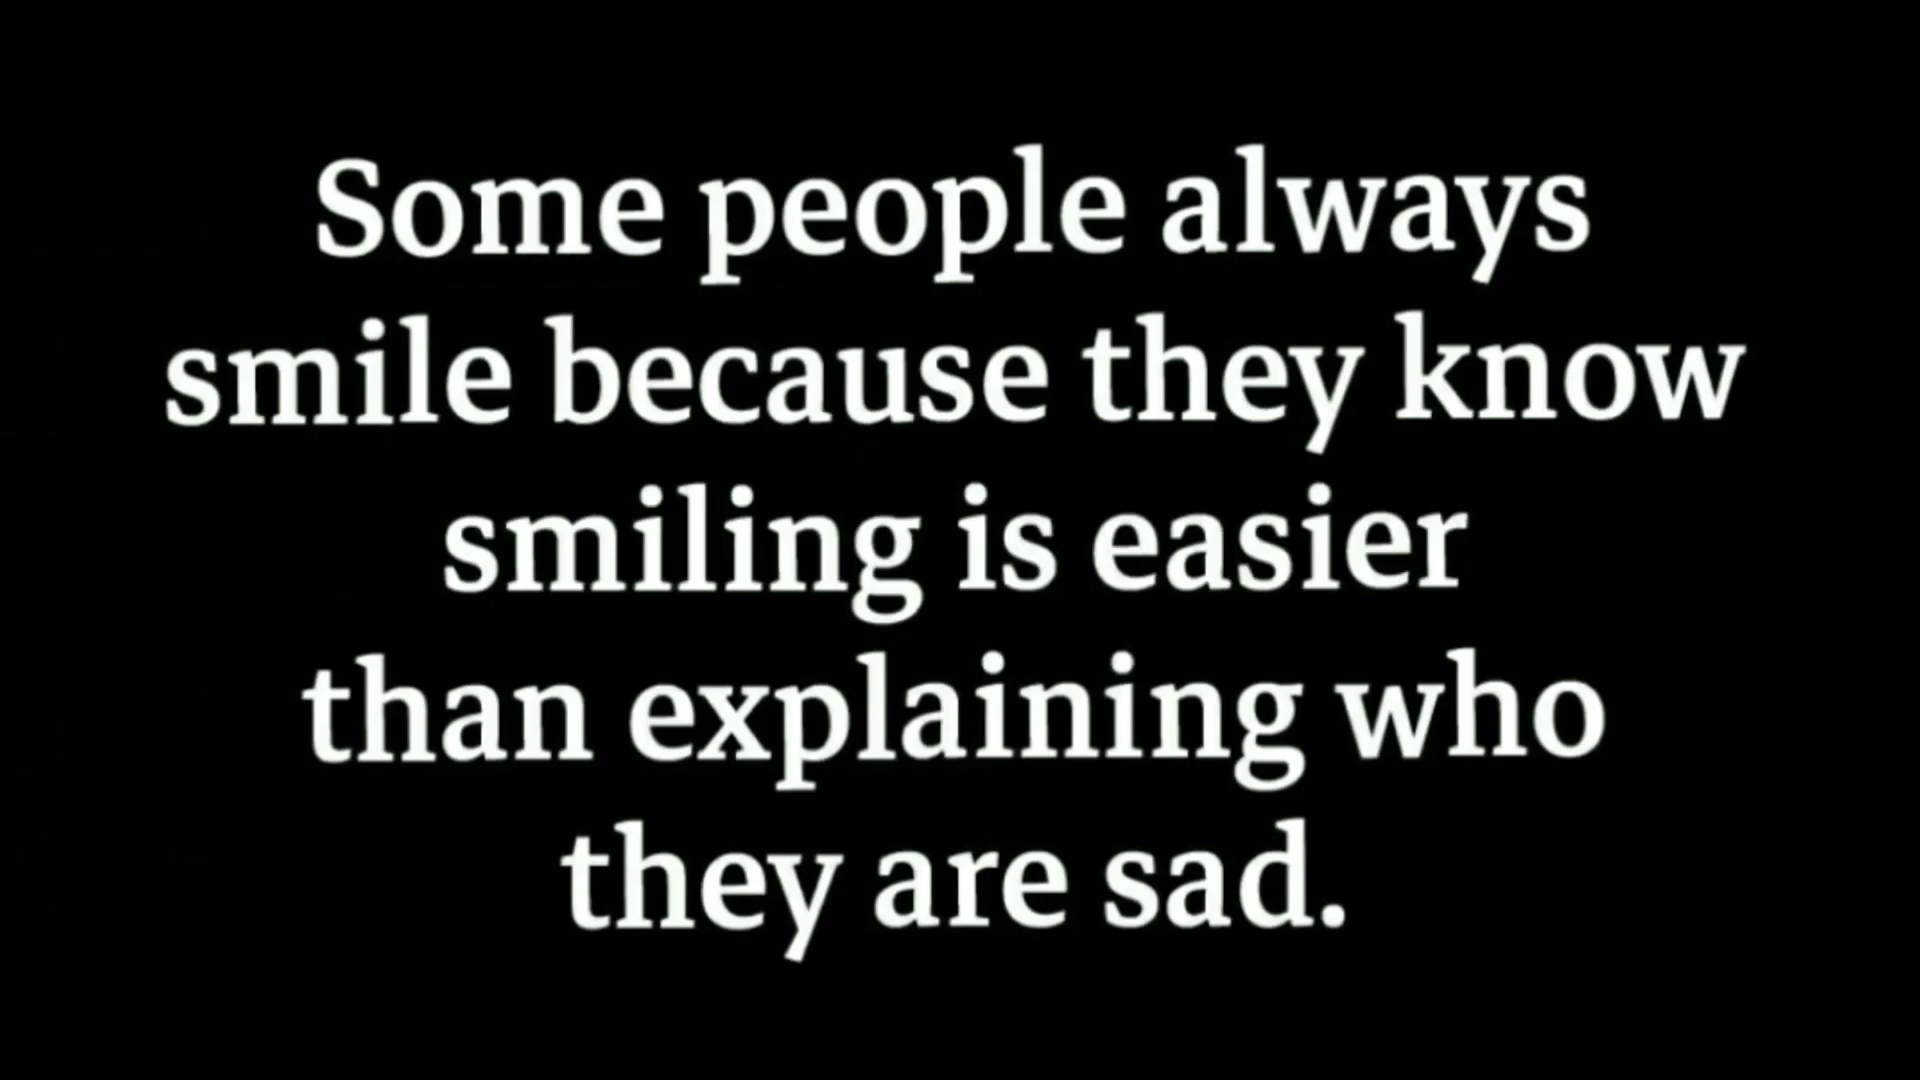 Some people always
smile because they know
smiling is easier
than explaining who
they are sad.